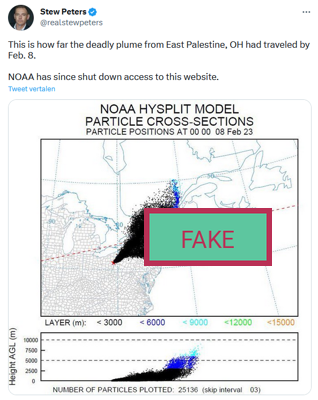 Stew Peters
@realstewpeters
This is how far the deadly plume from East Palestine, OH had traveled by
Feb. 8.
NOAA has since shut down access to this website.
Tweet vertalen
NOAA HYSPLIT MODEL
PARTICLE CROSS-SECTIONS
PARTICLE POSITIONS AT 00 00 08 Feb 23
FAKE
LAYER (m): < 3000 < 6000 < 9000 <12000 <15000
Height AGL (m)
10000
7500
5000
2500
0
NUMBER OF PARTICLES PLOTTED: 25136 (skip interval 03)